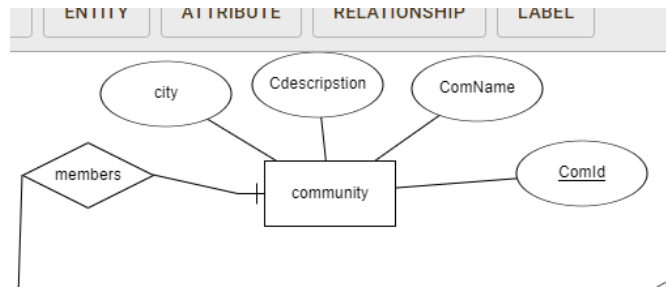 ENTITY ATTRIBUTE RELATIONSHIP LABEL
city Cdescripstion ComName
members community ComId